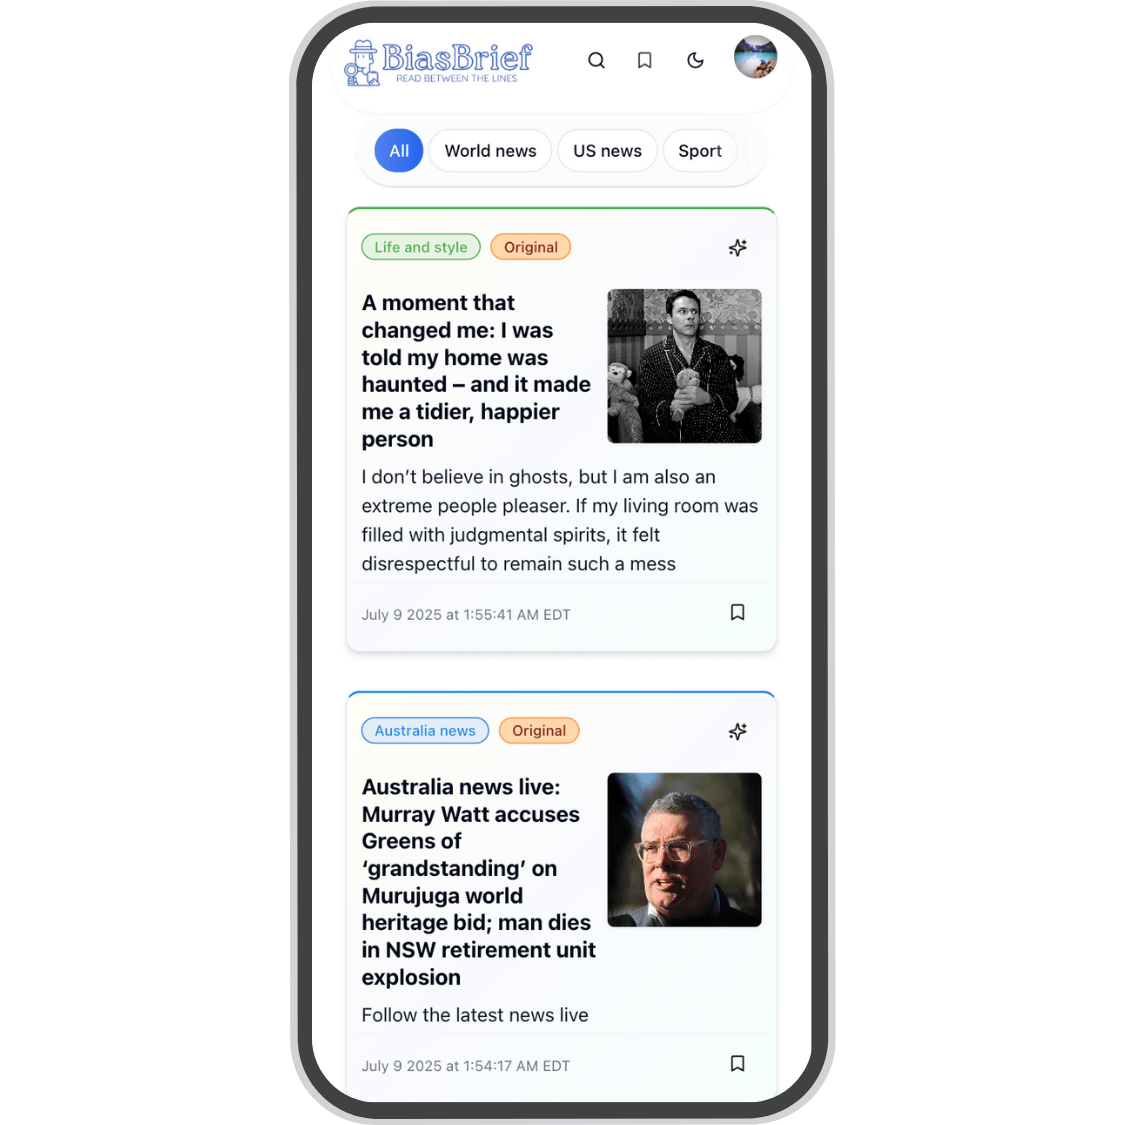 BiasBrief
READ BETWEEN THE LINES
All
World news
US news
Sport
Life and style
Original
A moment that
changed me: I was
told my home was
haunted – and it made
me a tidier, happier
person
I don’t believe in ghosts, but I am also an
extreme people pleaser. If my living room was
filled with judgmental spirits, it felt
disrespectful to remain such a mess
July 9 2025 at 1:55:41 AM EDT
Australia news
Original
Australia news live:
Murray Watt accuses
Greens of
‘grandstanding’ on
Murujuga world
heritage bid; man dies
in NSW retirement unit
explosion
Follow the latest news live
July 9 2025 at 1:54:17 AM EDT